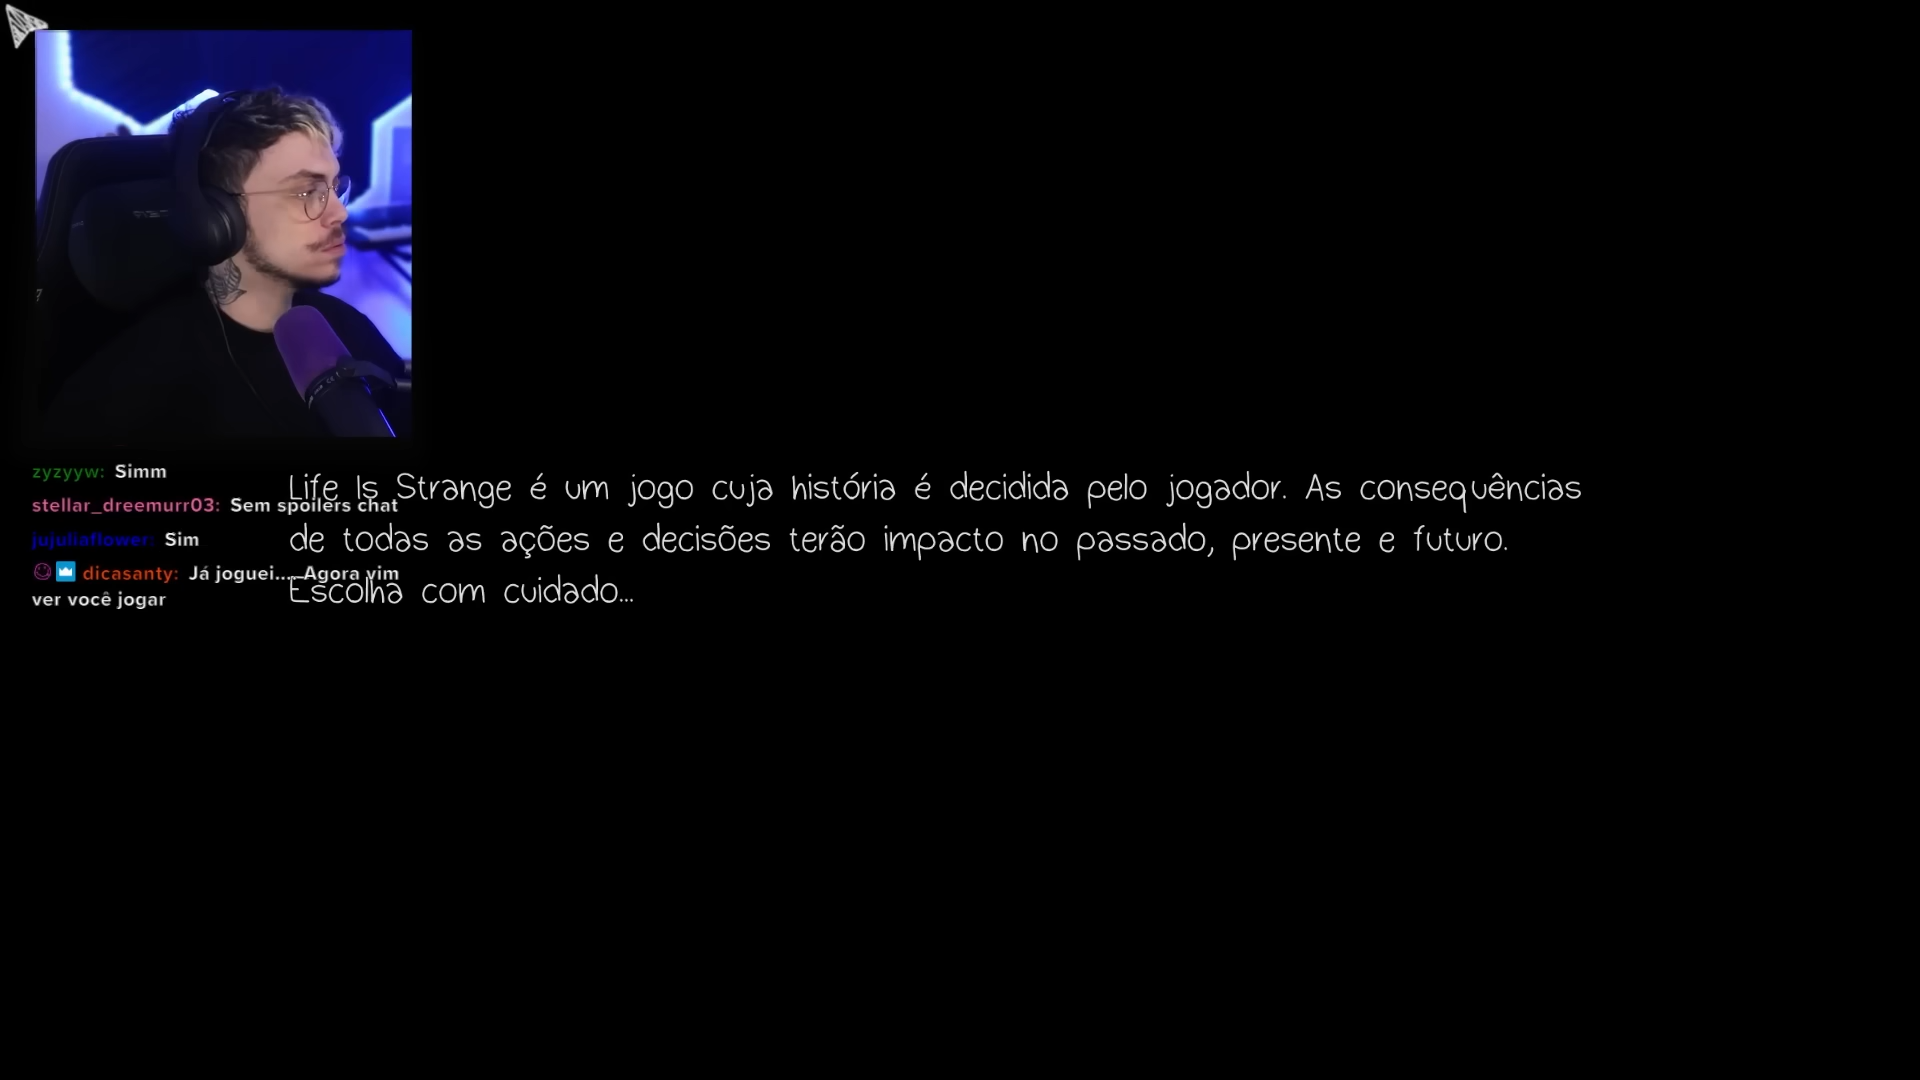 zyzyyw: Simm
stellar_dreemurr03: Sem spoilers chat
jujuliaflower: Sim
dicasanty: Já joguei.... Agora vim
ver você jogar
Life Is Strange é um jogo cuja história é decidida pelo jogador. As consequências
de todas as ações e decisões terão impacto no passado, presente e futuro.
Escolha com cuidado...